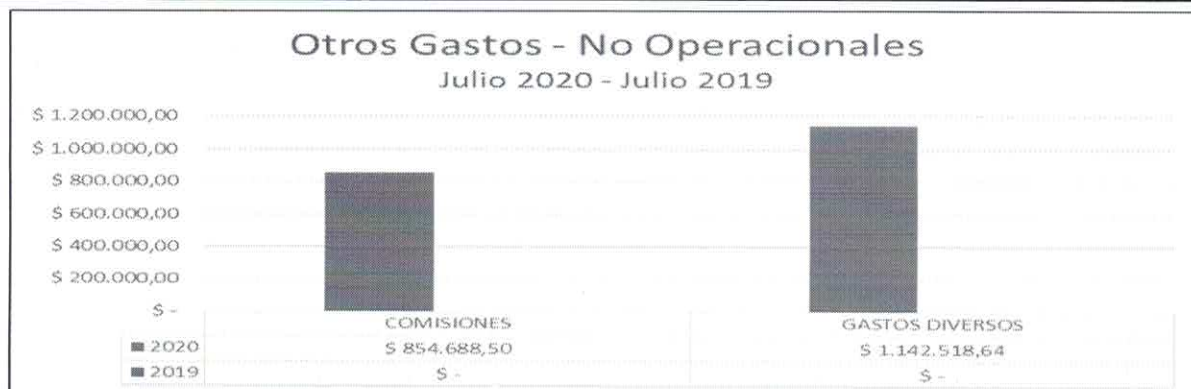 Otros Gastos - No Operacionales
Julio 2020 - Julio 2019
$ 1.200.000,00
$ 1.000.000,00
$ 800.000,00
$ 600.000,00
$ 400.000,00
$ 200.000,00
$ -
COMISIONES GASTOS DIVERSOS
2020 $ 854.688,50 $ 1.142.518,64
2019 $ - $ -